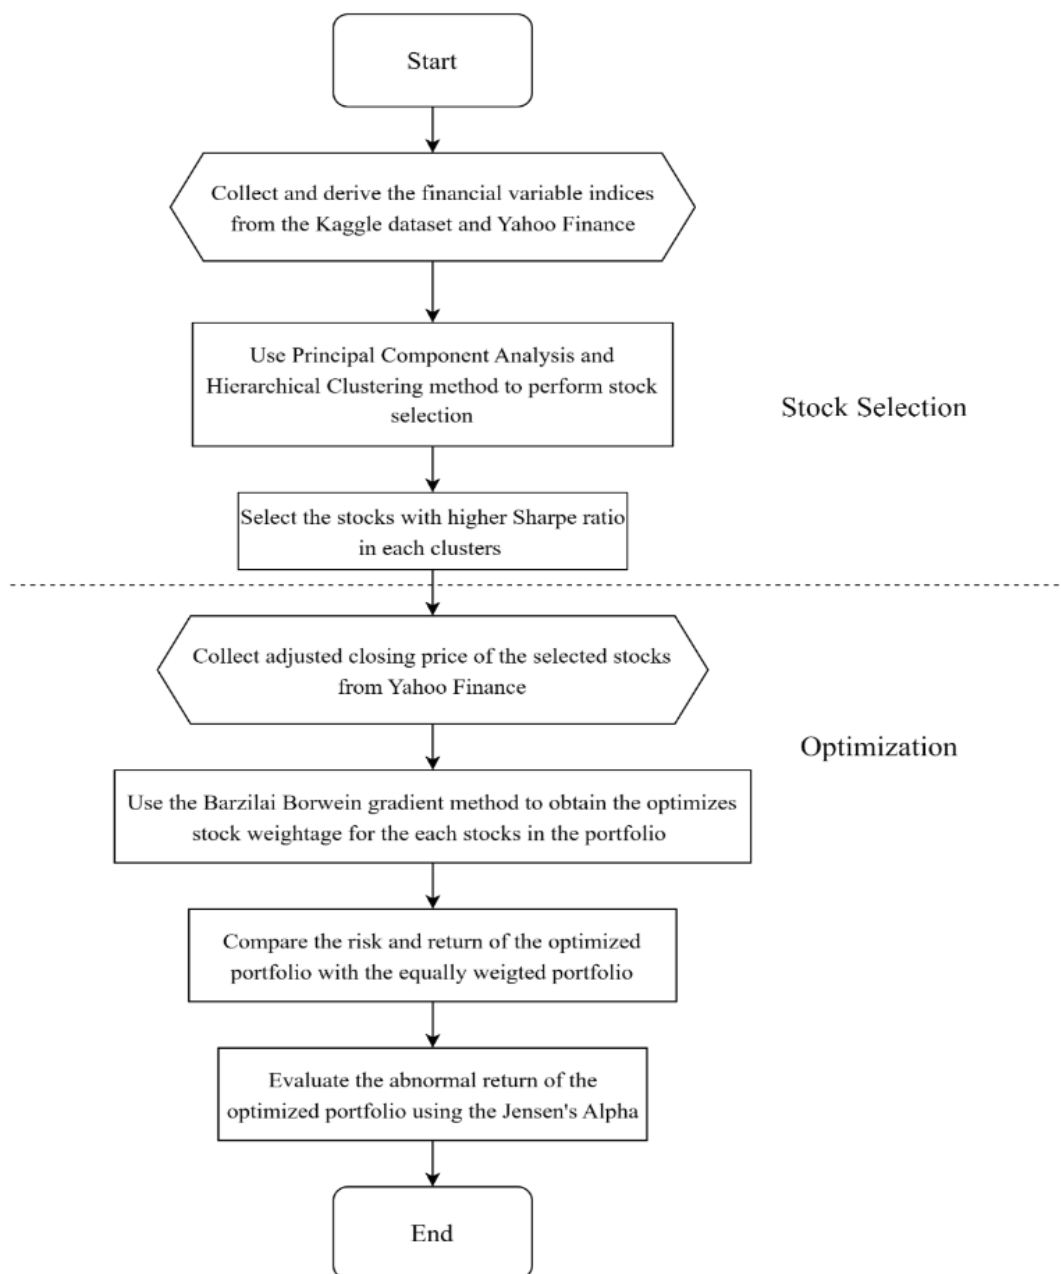 Start
Collect and derive the financial variable indices
from the Kaggle dataset and Yahoo Finance
Use Principal Component Analysis and
Hierarchical Clustering method to perform stock
selection
Stock Selection
Select the stocks with higher Sharpe ratio
in each clusters
Collect adjusted closing price of the selected stocks
from Yahoo Finance
Optimization
Use the Barzilai Borwein gradient method to obtain the optimizes
stock weightage for the each stocks in the portfolio
Compare the risk and return of the optimized
portfolio with the equally weigted portfolio
Evaluate the abnormal return of the
optimized portfolio using the Jensen's Alpha
End